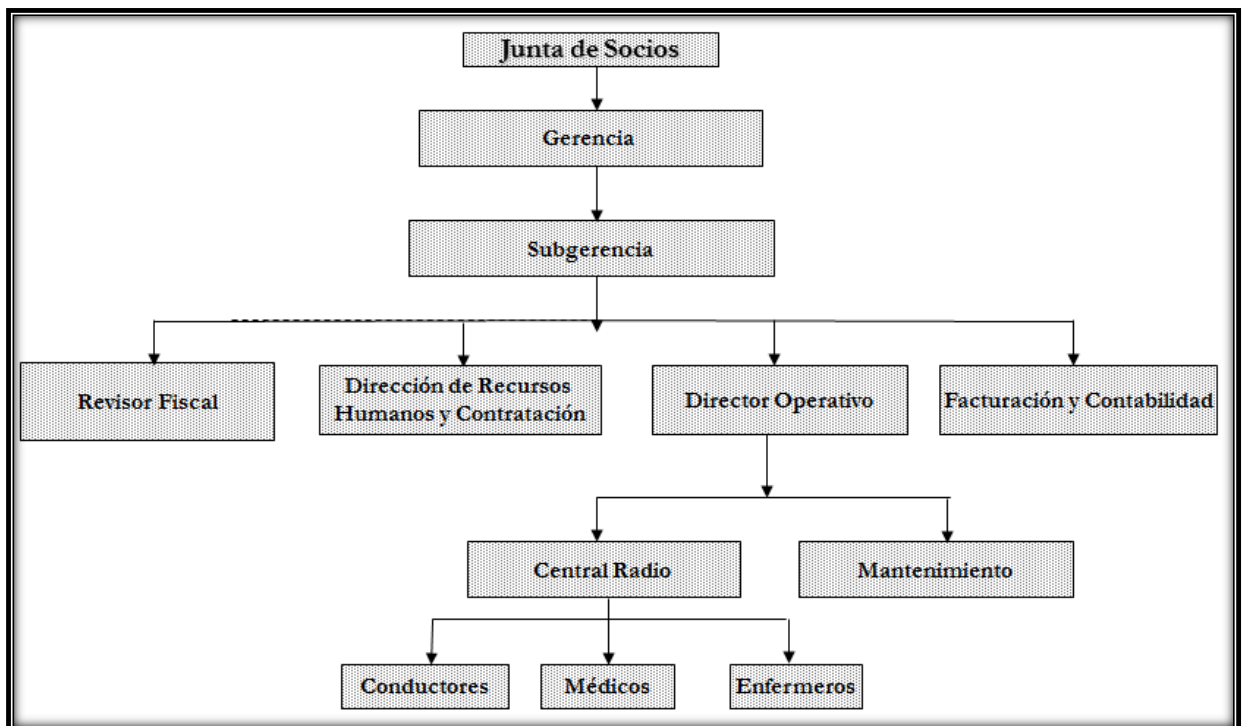 Junta de Socios
Gerencia
Subgerencia
Revisor Fiscal
Dirección de Recursos
Humanos y Contratación
Director Operativo
Facturación y Contabilidad
Central Radio
Mantenimiento
Conductores
Médicos
Enfermeros